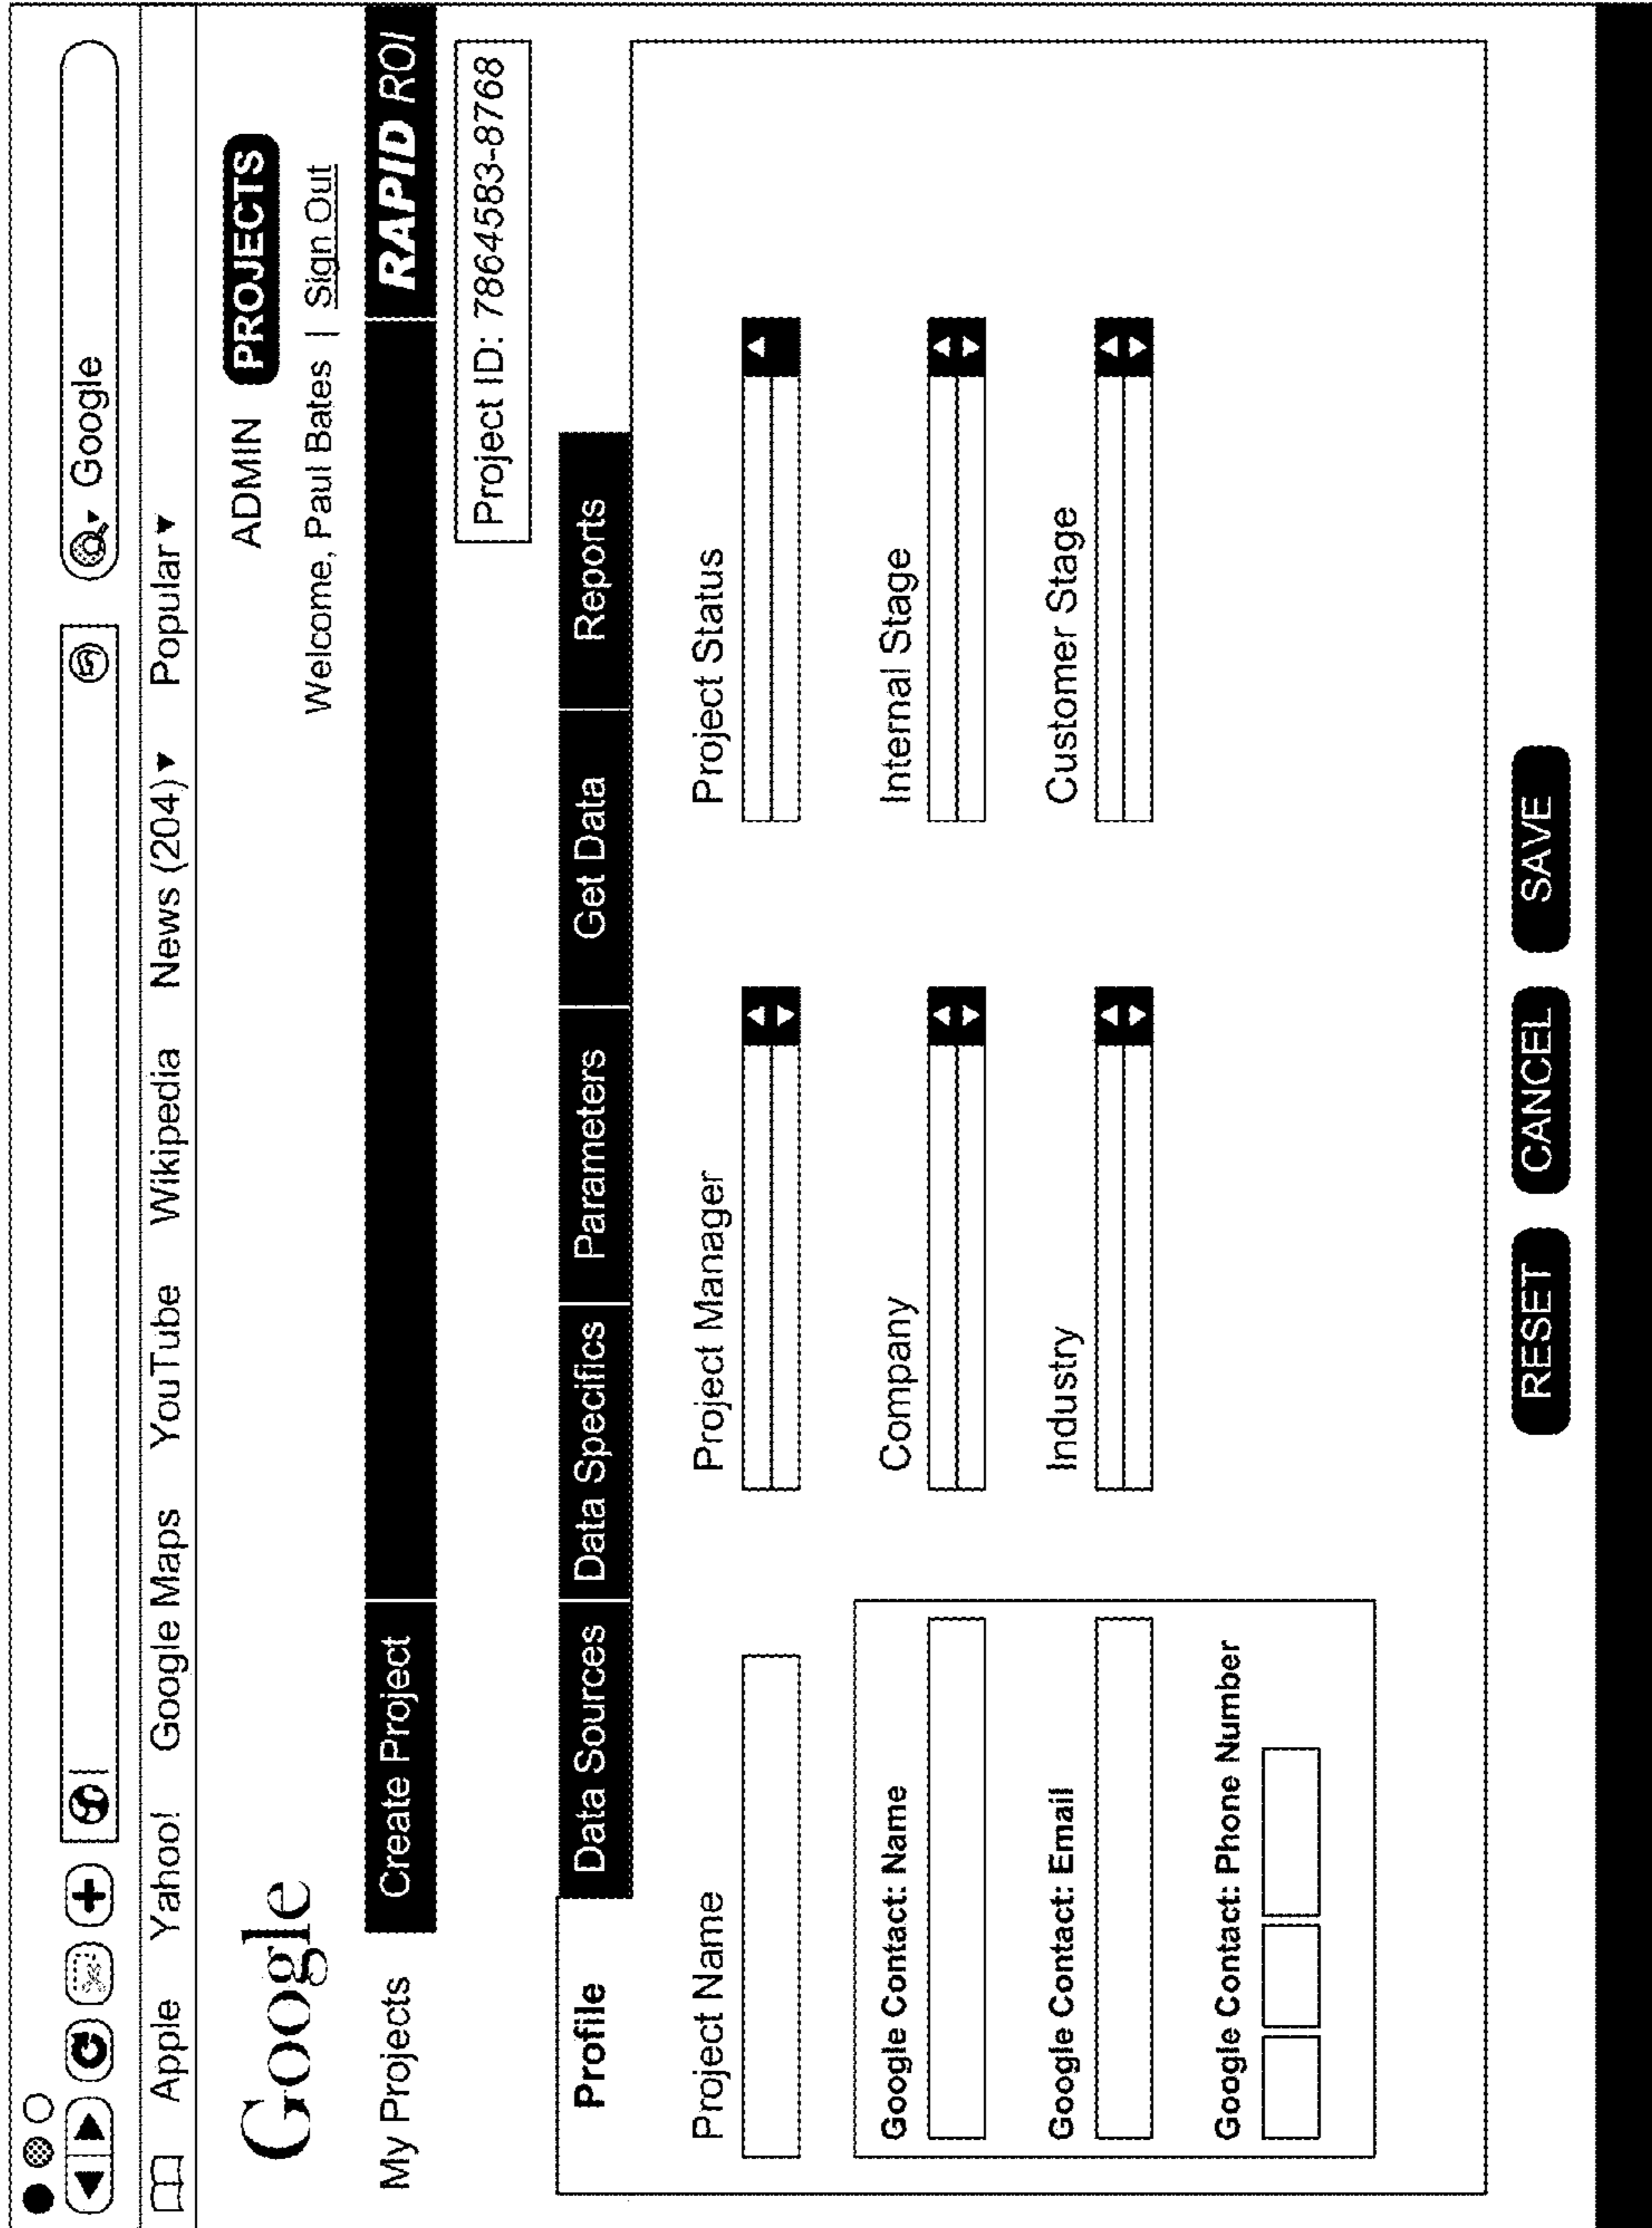 Google
Apple Yahoo! Google Maps YouTube Wikipedia News (204) Popular
Google
ADMIN PROJECTS
Welcome, Paul Bates | Sign Out
My Projects Create Project RAPID ROI
Project ID: 7864583-8768
Profile Data Sources Data Specifics Parameters Get Data Reports
Project Name Project Manager Project Status
Google Contact: Name Company Internal Stage
Google Contact: Email Industry Customer Stage
Google Contact: Phone Number
RESET CANCEL SAVE